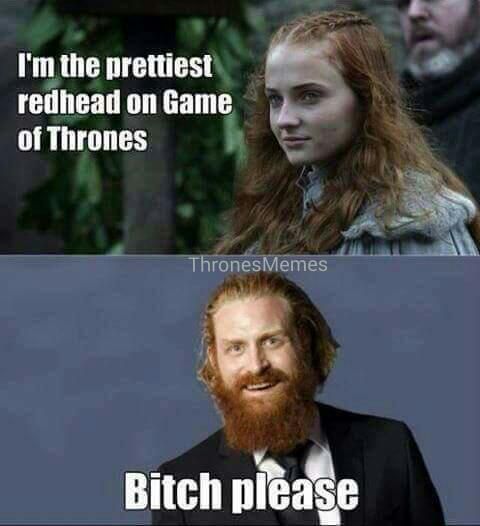 I'm the prettiest
redhead on Game
of Thrones
ThronesMemes
Bitch please